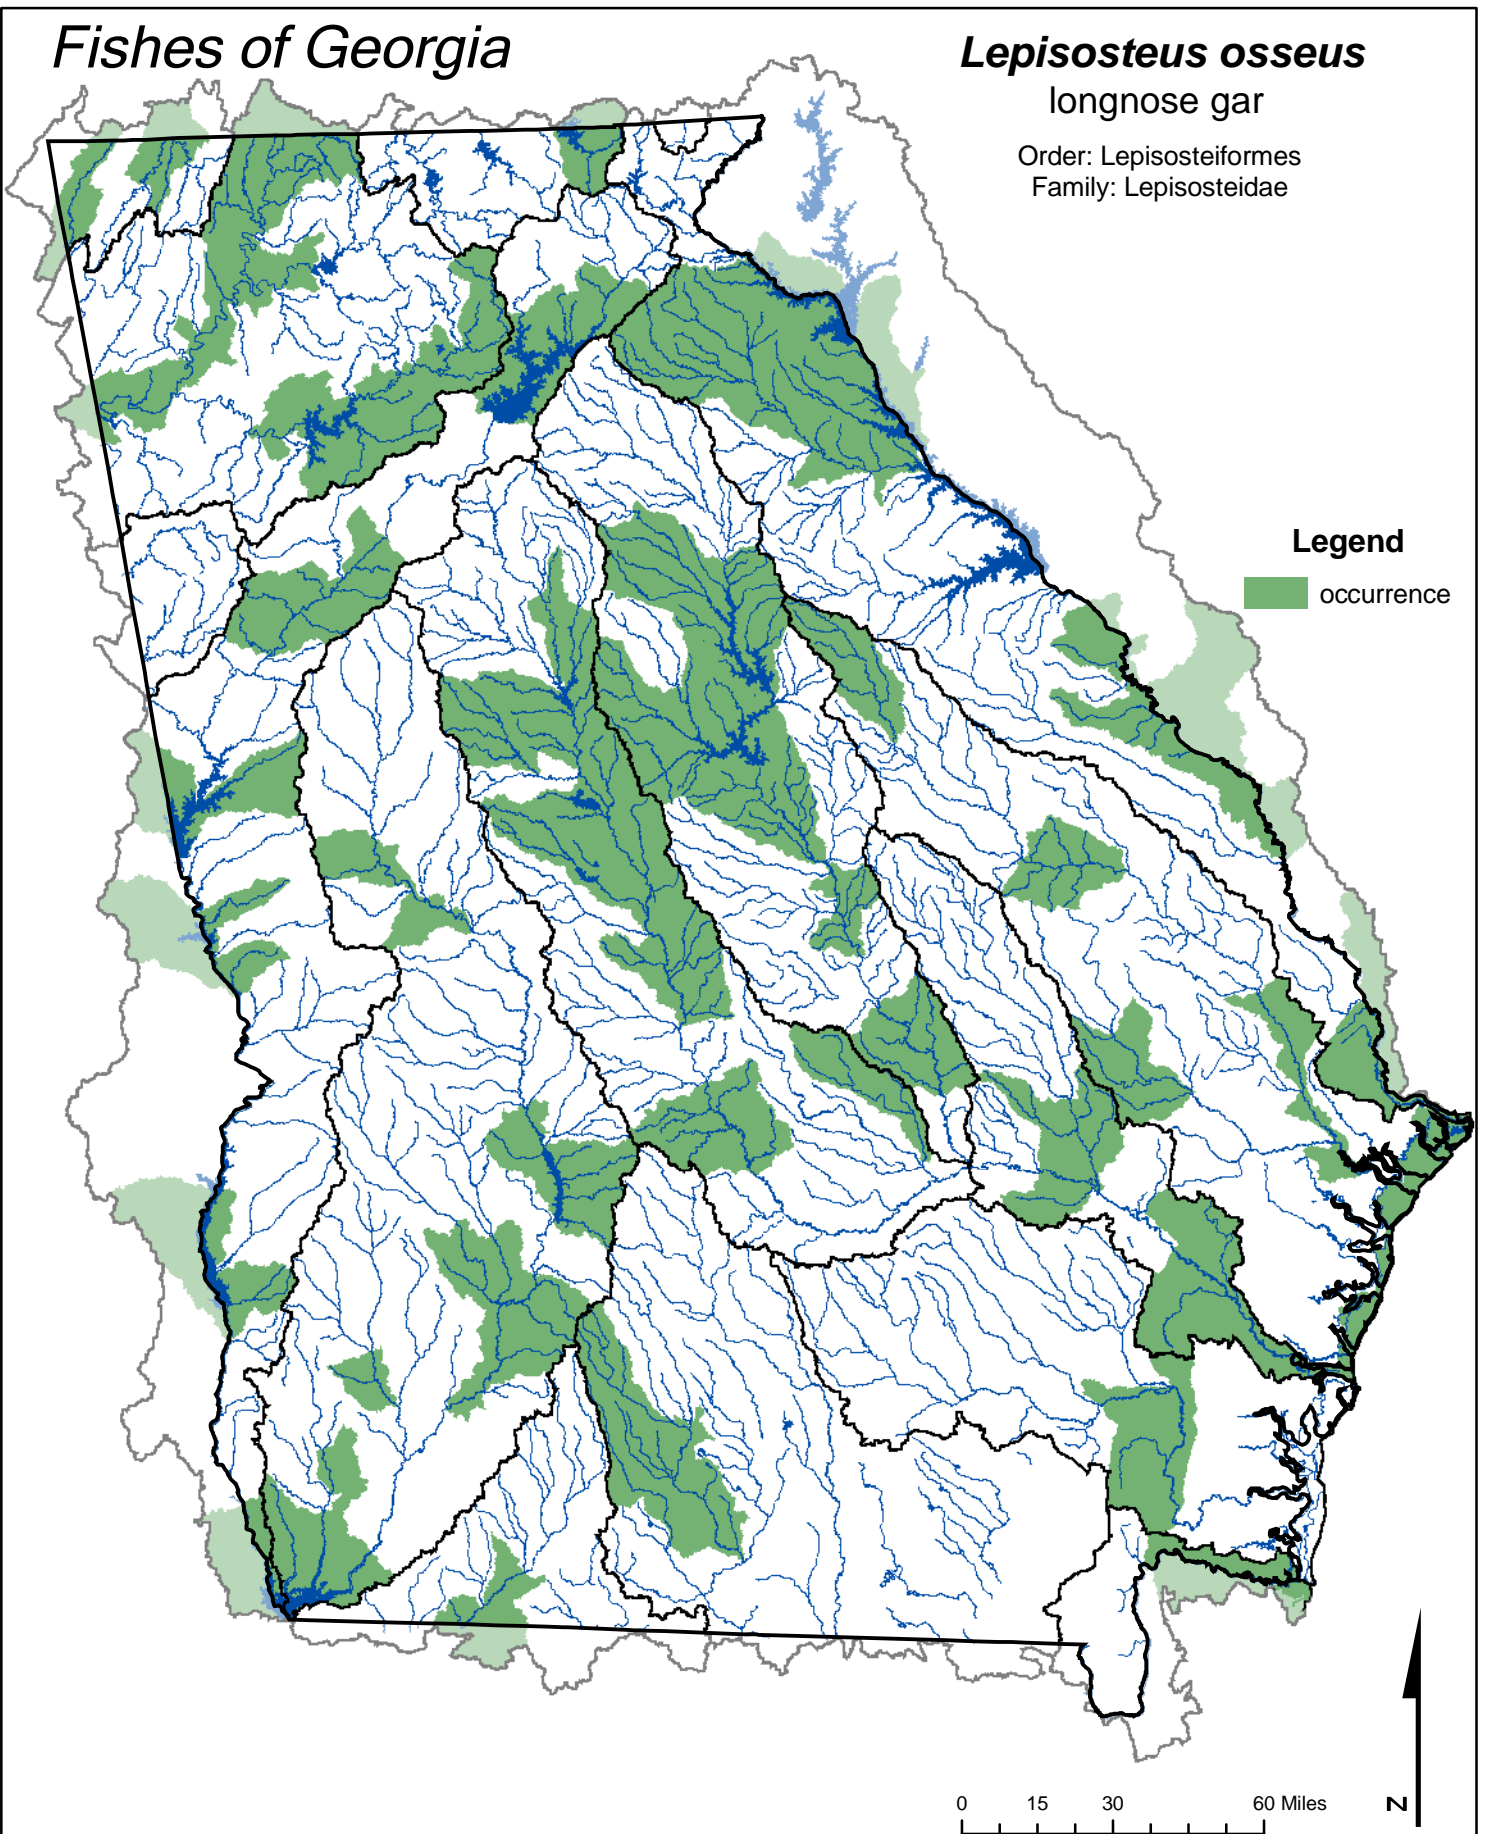 Fishes of Georgia
Lepisosteus osseus
longnose gar
Order: Lepisosteiformes
Family: Lepisosteidae
Legend
occurrence
0 15 30 60 Miles
N